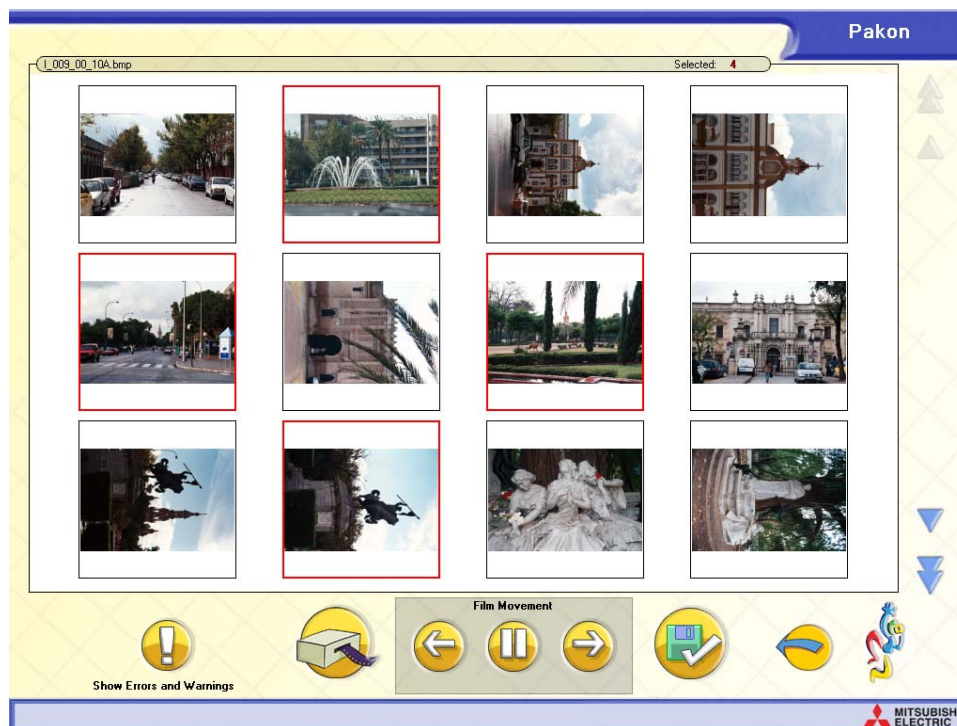 Pakon
I_009_00_10A.bmp
Selected: 4
Film Movement
Show Errors and Warnings
MITSUBISH
ELECTRIC